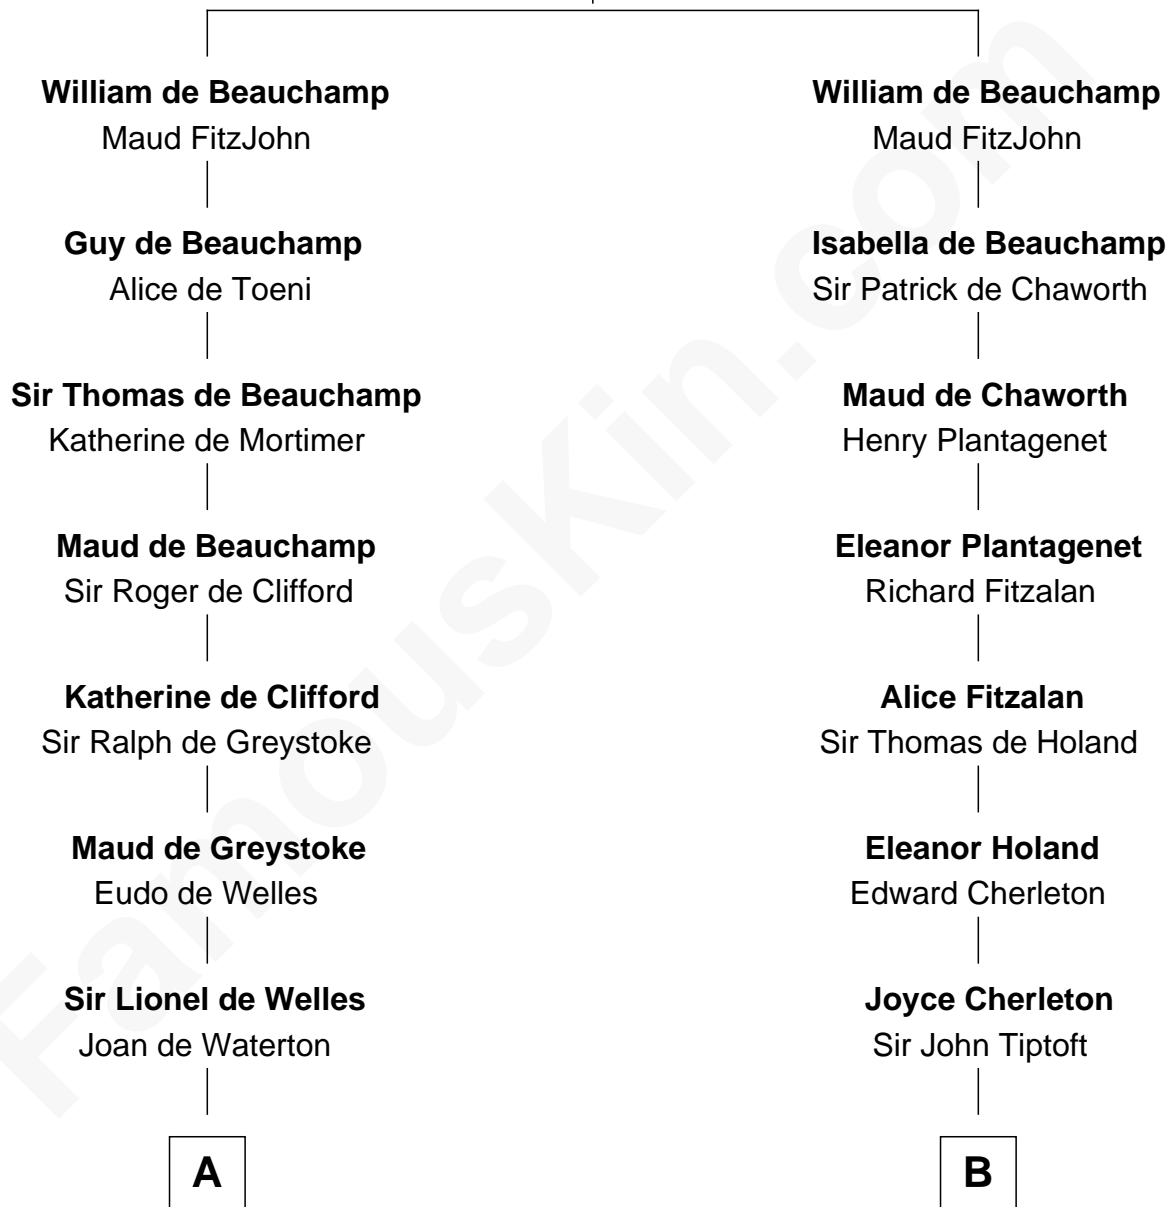 William de Beauchamp
Maud FitzJohn
William de Beauchamp
Maud FitzJohn
Guy de Beauchamp
Alice de Toeni
Isabella de Beauchamp
Sir Patrick de Chaworth
Sir Thomas de Beauchamp
Katherine de Mortimer
Maud de Chaworth
Henry Plantagenet
Maud de Beauchamp
Sir Roger de Clifford
Eleanor Plantagenet
Richard Fitzalan
Katherine de Clifford
Sir Ralph de Greystoke
Alice Fitzalan
Sir Thomas de Holand
Maud de Greystoke
Eudo de Welles
Eleanor Holand
Edward Cherleton
Sir Lionel de Welles
Joan de Waterton
Joyce Cherleton
Sir John Tiptoft
A
B
FamousKin.com